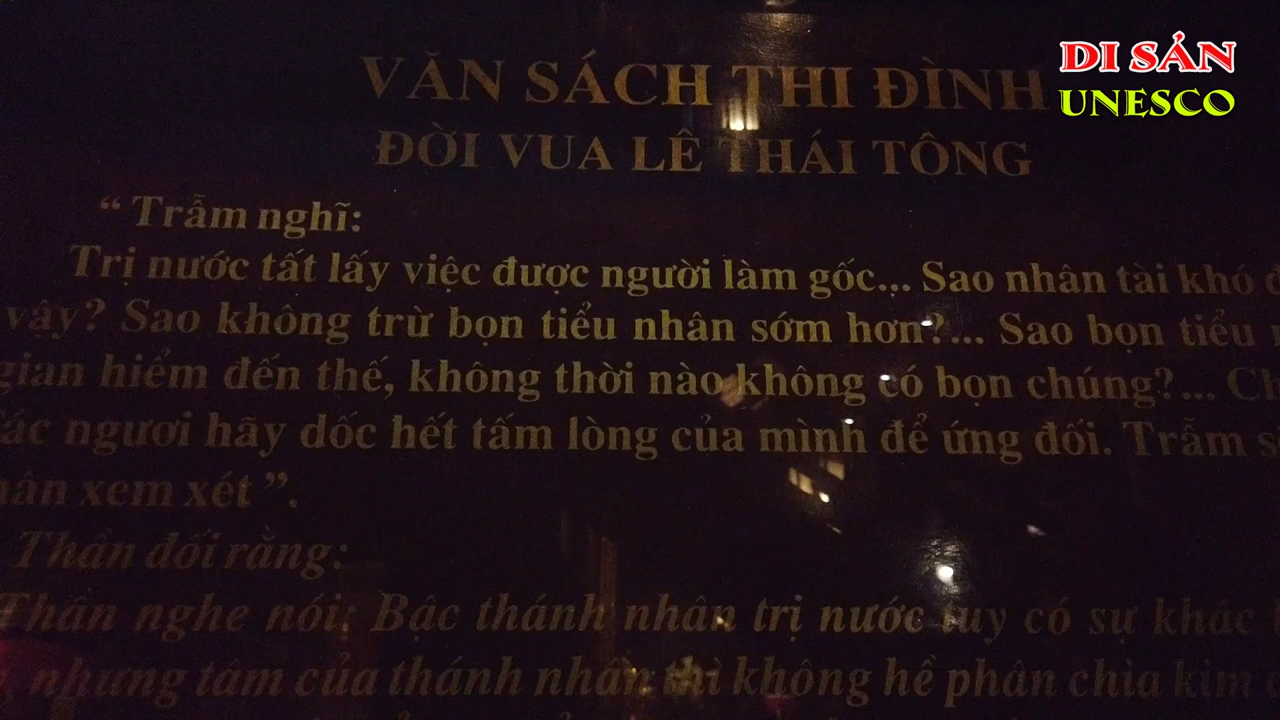 DI SẢN
UNESCO
VĂN SÁCH THI ĐÌNH
ĐỜI VUA LÊ THÁI TÔNG
“ Trẫm nghĩ:
Trị nước tất lấy việc được người làm gốc... Sao nhân tài khó
vậy? Sao không trừ bọn tiểu nhân sớm hơn?... Sao bọn tiểu
gian hiểm đến thế, không thời nào không có bọn chúng?...
ngươi hãy dốc hết tấm lòng của mình để ứng đối. Trẫm
xem xét”.
Thần đối rằng:
Thần nghe nói: Bậc thánh nhân trị nước tuy có sự khác
nhưng tâm của thánh nhân thì không hề phân chia kim